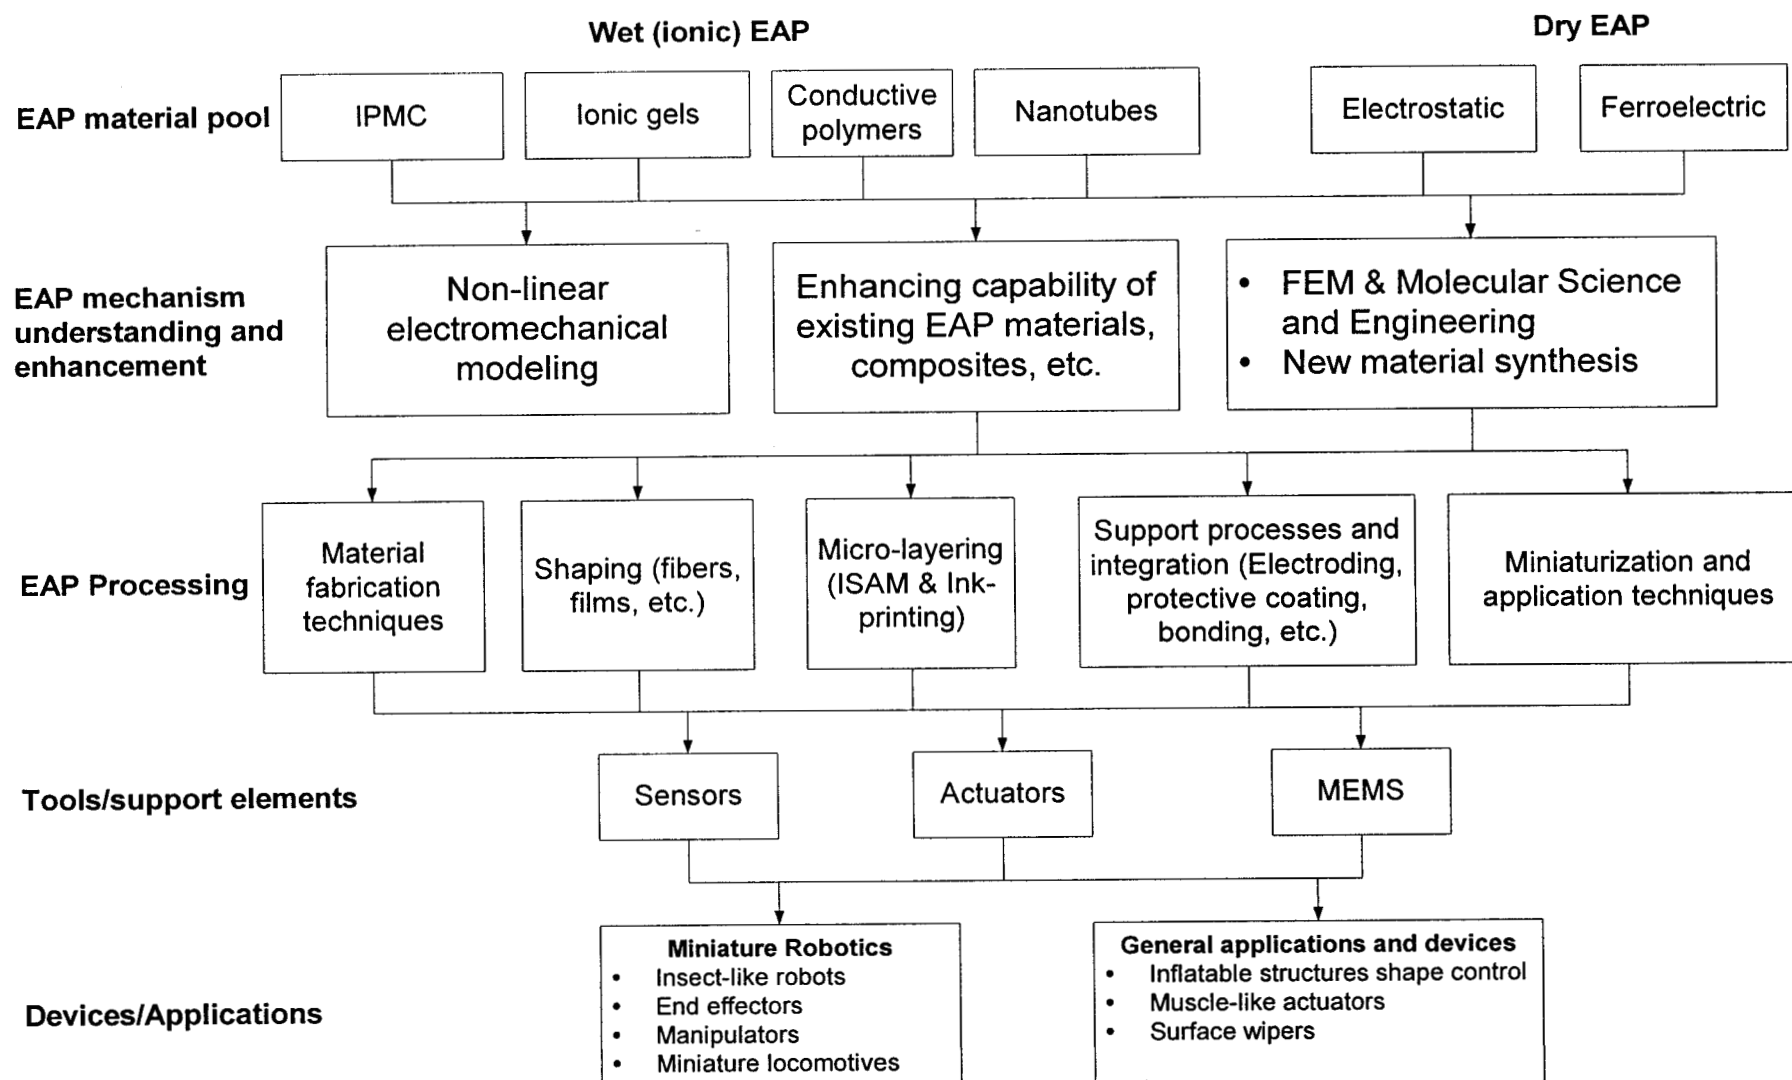 Wet (ionic) EAP
Dry EAP
EAP material pool
IPMC
Ionic gels
Conductive
polymers
Nanotubes
Electrostatic
Ferroelectric
EAP mechanism
understanding and
enhancement
Non-linear
electromechanical
modeling
Enhancing capability of
existing EAP materials,
composites, etc.
• FEM & Molecular Science
and Engineering
• New material synthesis
EAP Processing
Material
fabrication
techniques
Shaping (fibers,
films, etc.)
Micro-layering
(ISAM & Ink-
printing)
Support processes and
integration (Electroding,
protective coating,
bonding, etc.)
Miniaturization and
application techniques
Tools/support elements
Sensors
Actuators
MEMS
Devices/Applications
Miniature Robotics
• Insect-like robots
• End effectors
• Manipulators
• Miniature locomotives
General applications and devices
• Inflatable structures shape control
• Muscle-like actuators
• Surface wipers